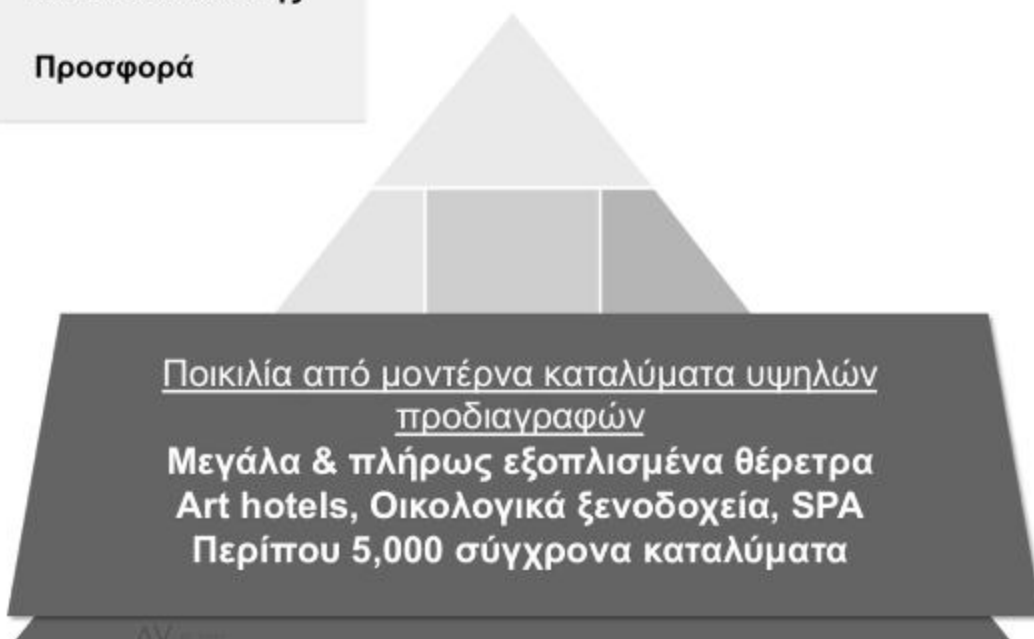 Προσφορά
Ποικιλία από μοντέρνα καταλύματα υψηλών
προδιαγραφών
Μεγάλα & πλήρως εξοπλισμένα θέρετρα
Art hotels, Οικολογικά ξενοδοχεία, SPA
Περίπου 5,000 σύγχρονα καταλύματα